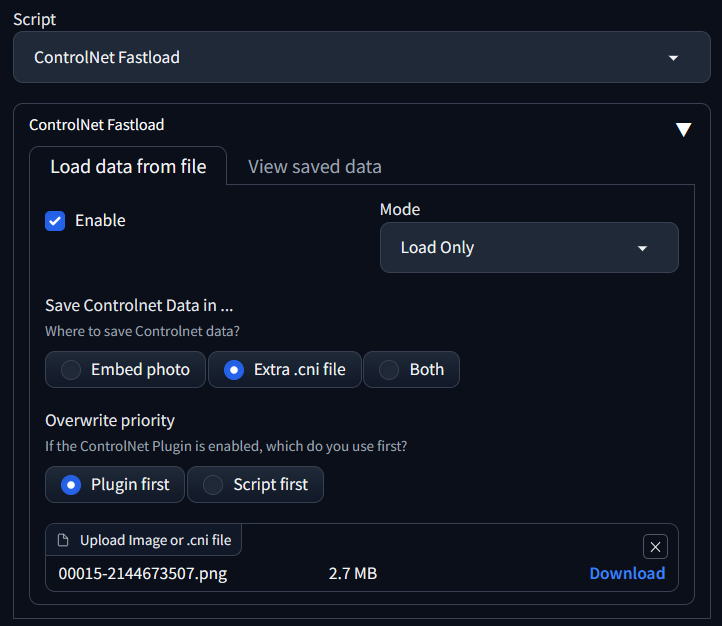 Script
ControlNet Fastload
ControlNet Fastload
Load data from file
View saved data
Enable
Mode
Load Only
Save Controlnet Data in ...
Where to save Controlnet data?
Embed photo
Extra .cni file
Both
Overwrite priority
If the ControlNet Plugin is enabled, which do you use first?
Plugin first
Script first
Upload Image or .cni file
00015-2144673507.png 2.7 MB Download